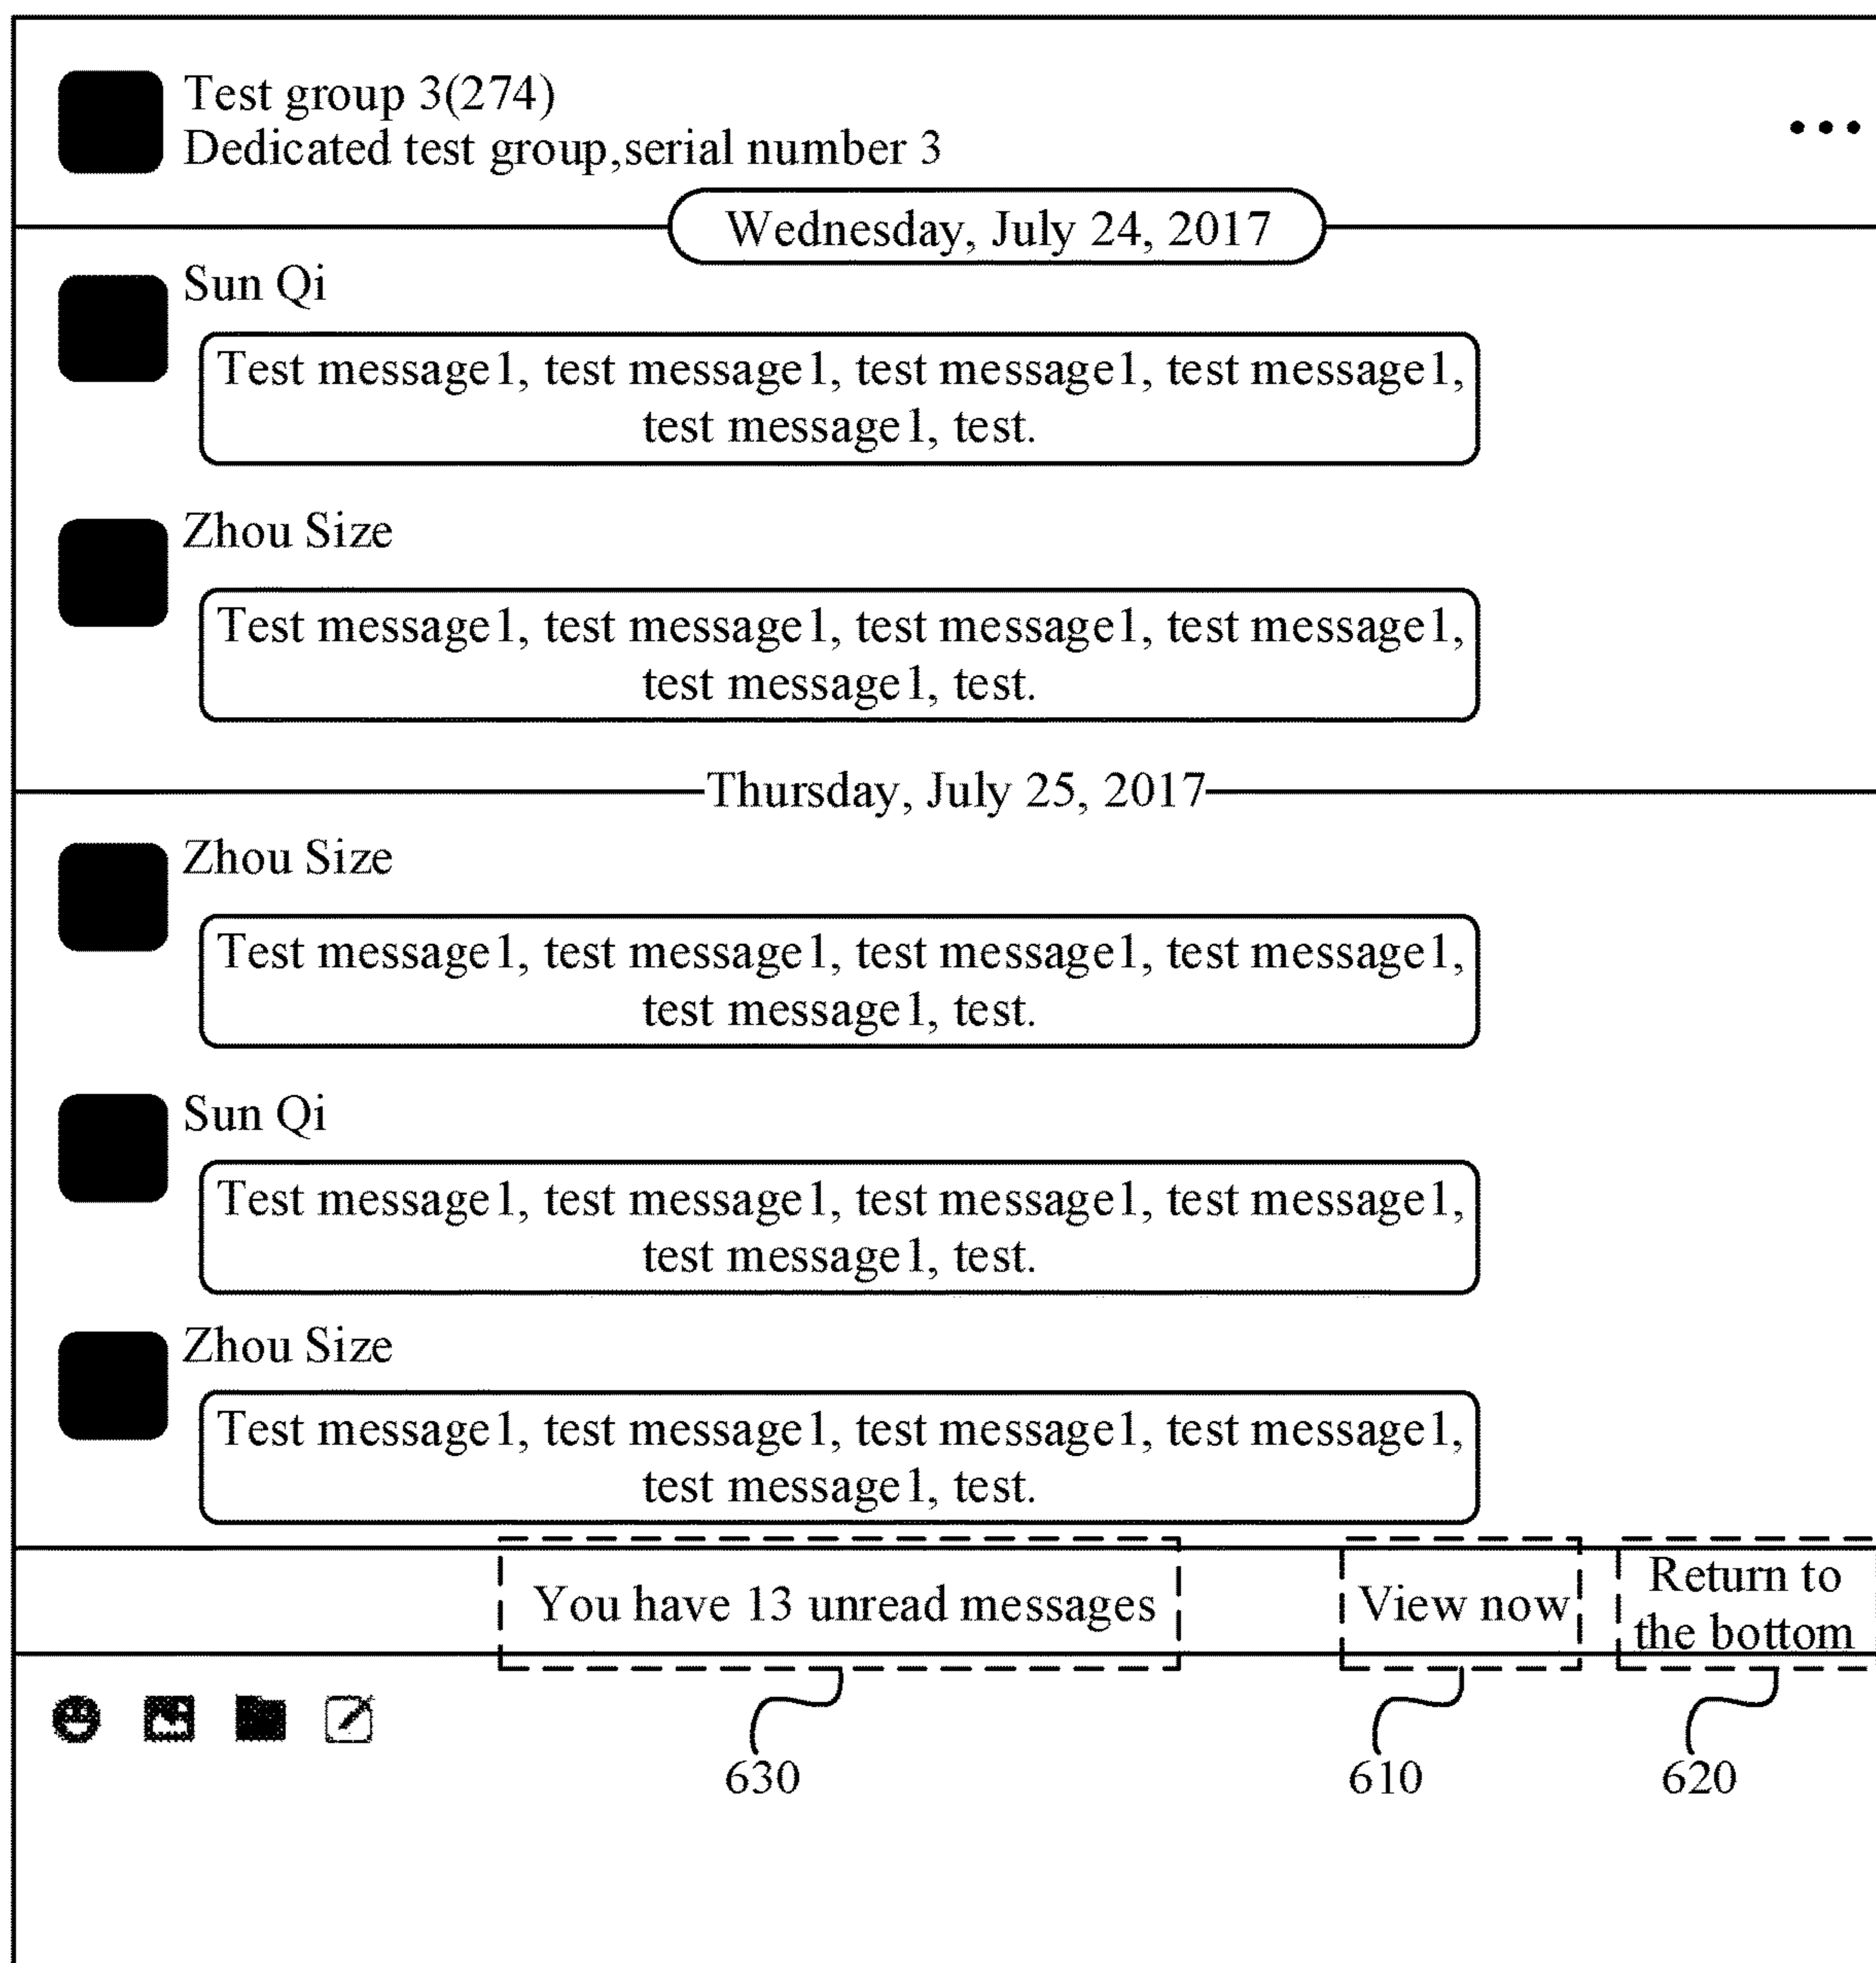 Test group 3(274)
Dedicated test group,serial number 3
Wednesday, July 24, 2017
Sun Qi
Test message1, test message1, test message1, test message1,
test message1, test.
Zhou Size
Test message1, test message1, test message1, test message1,
test message1, test.
Thursday, July 25, 2017
Zhou Size
Test message1, test message1, test message1, test message1,
test message1, test.
Sun Qi
Test message1, test message1, test message1, test message1,
test message1, test.
Zhou Size
Test message1, test message1, test message1, test message1,
test message1, test.
You have 13 unread messages
View now
Return to
the bottom
630
610
620